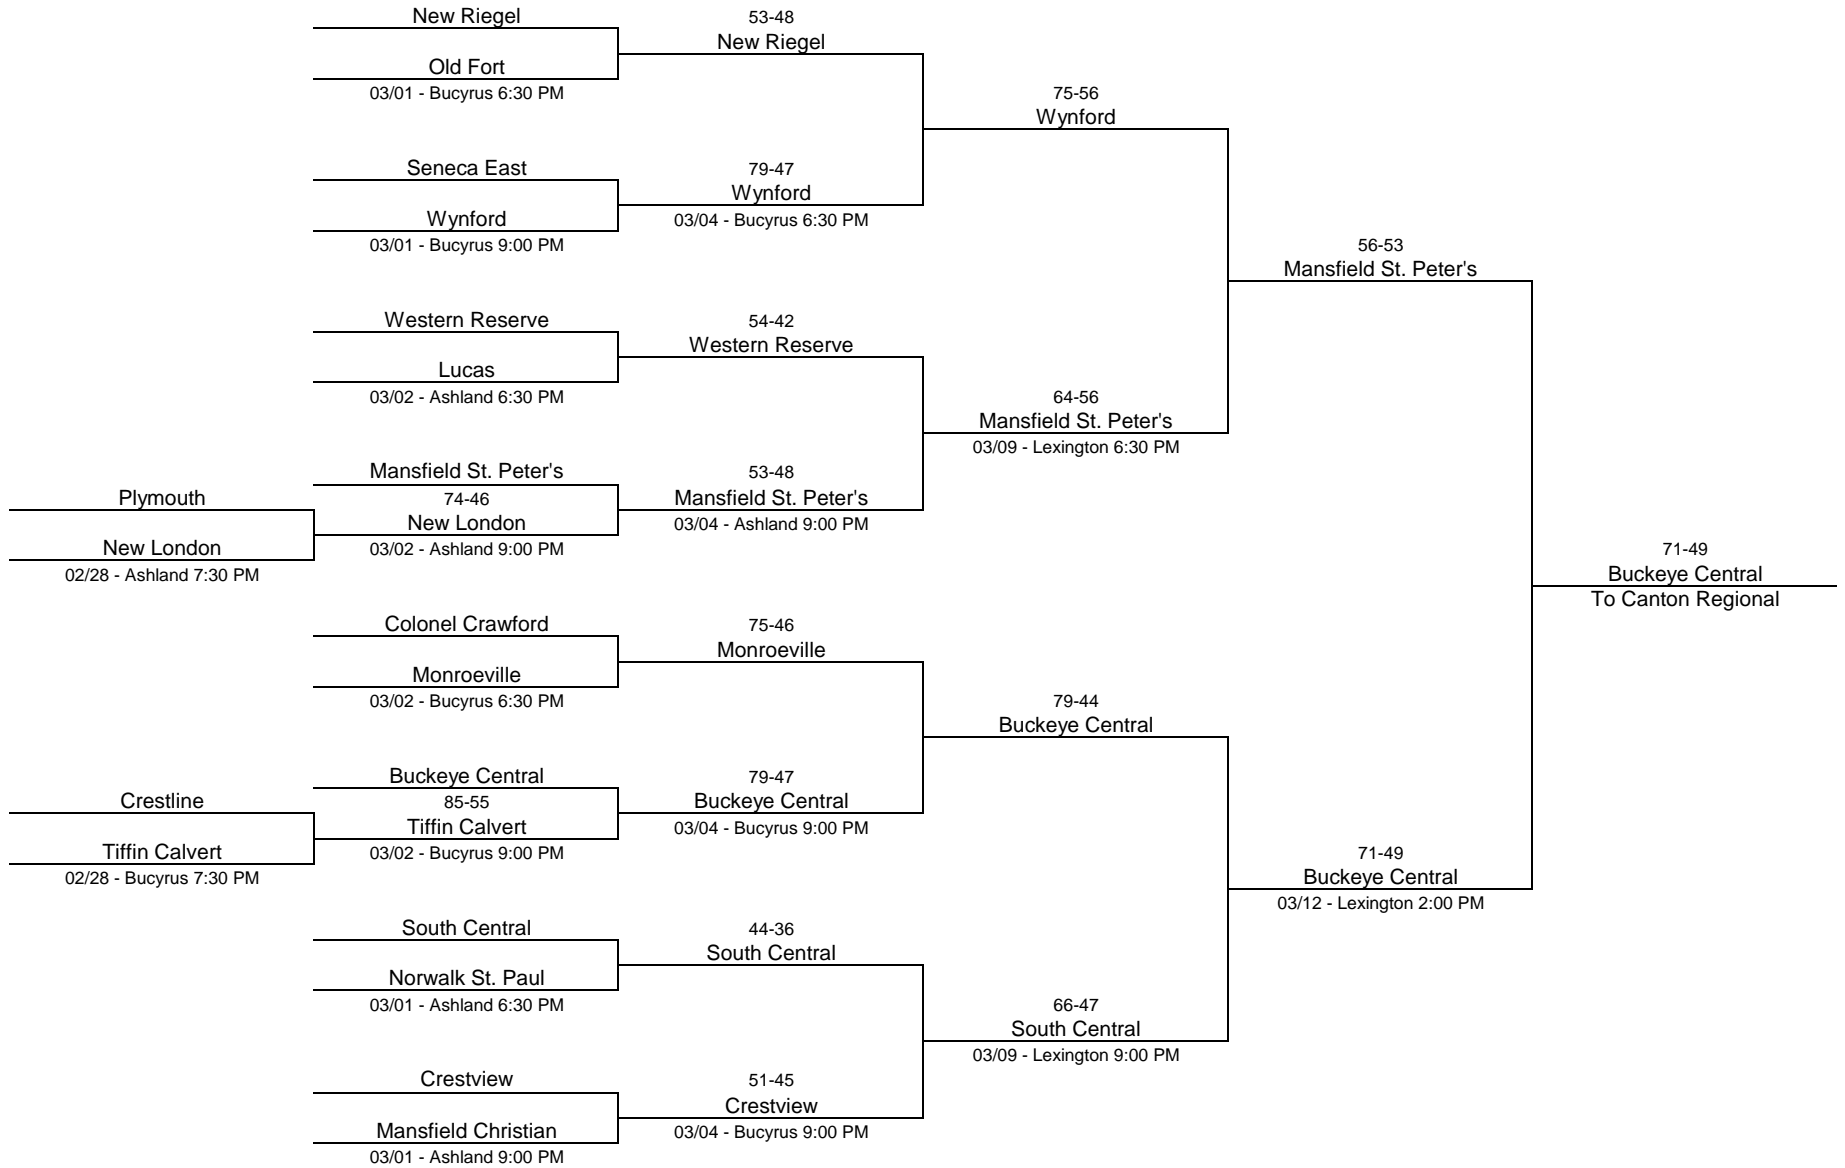 New Riegel
53-48
New Riegel
Old Fort
03/01 - Bucyrus 6:30 PM
75-56
Wynford
Seneca East
79-47
Wynford
Wynford
03/04 - Bucyrus 6:30 PM
03/01 - Bucyrus 9:00 PM
56-53
Mansfield St. Peter's
Western Reserve
54-42
Western Reserve
Lucas
03/02 - Ashland 6:30 PM
64-56
Mansfield St. Peter's
03/09 - Lexington 6:30 PM
Mansfield St. Peter's
53-48
Plymouth
74-46
Mansfield St. Peter's
New London
03/04 - Ashland 9:00 PM
New London
03/02 - Ashland 9:00 PM
02/28 - Ashland 7:30 PM
71-49
Buckeye Central
To Canton Regional
Colonel Crawford
75-46
Monroeville
Monroeville
03/02 - Bucyrus 6:30 PM
79-44
Buckeye Central
Buckeye Central
79-47
Crestline
85-55
Buckeye Central
Tiffin Calvert
03/04 - Bucyrus 9:00 PM
Tiffin Calvert
03/02 - Bucyrus 9:00 PM
02/28 - Bucyrus 7:30 PM
71-49
Buckeye Central
03/12 - Lexington 2:00 PM
South Central
44-36
South Central
Norwalk St. Paul
03/01 - Ashland 6:30 PM
66-47
South Central
03/09 - Lexington 9:00 PM
Crestview
51-45
Crestview
Mansfield Christian
03/04 - Bucyrus 9:00 PM
03/01 - Ashland 9:00 PM